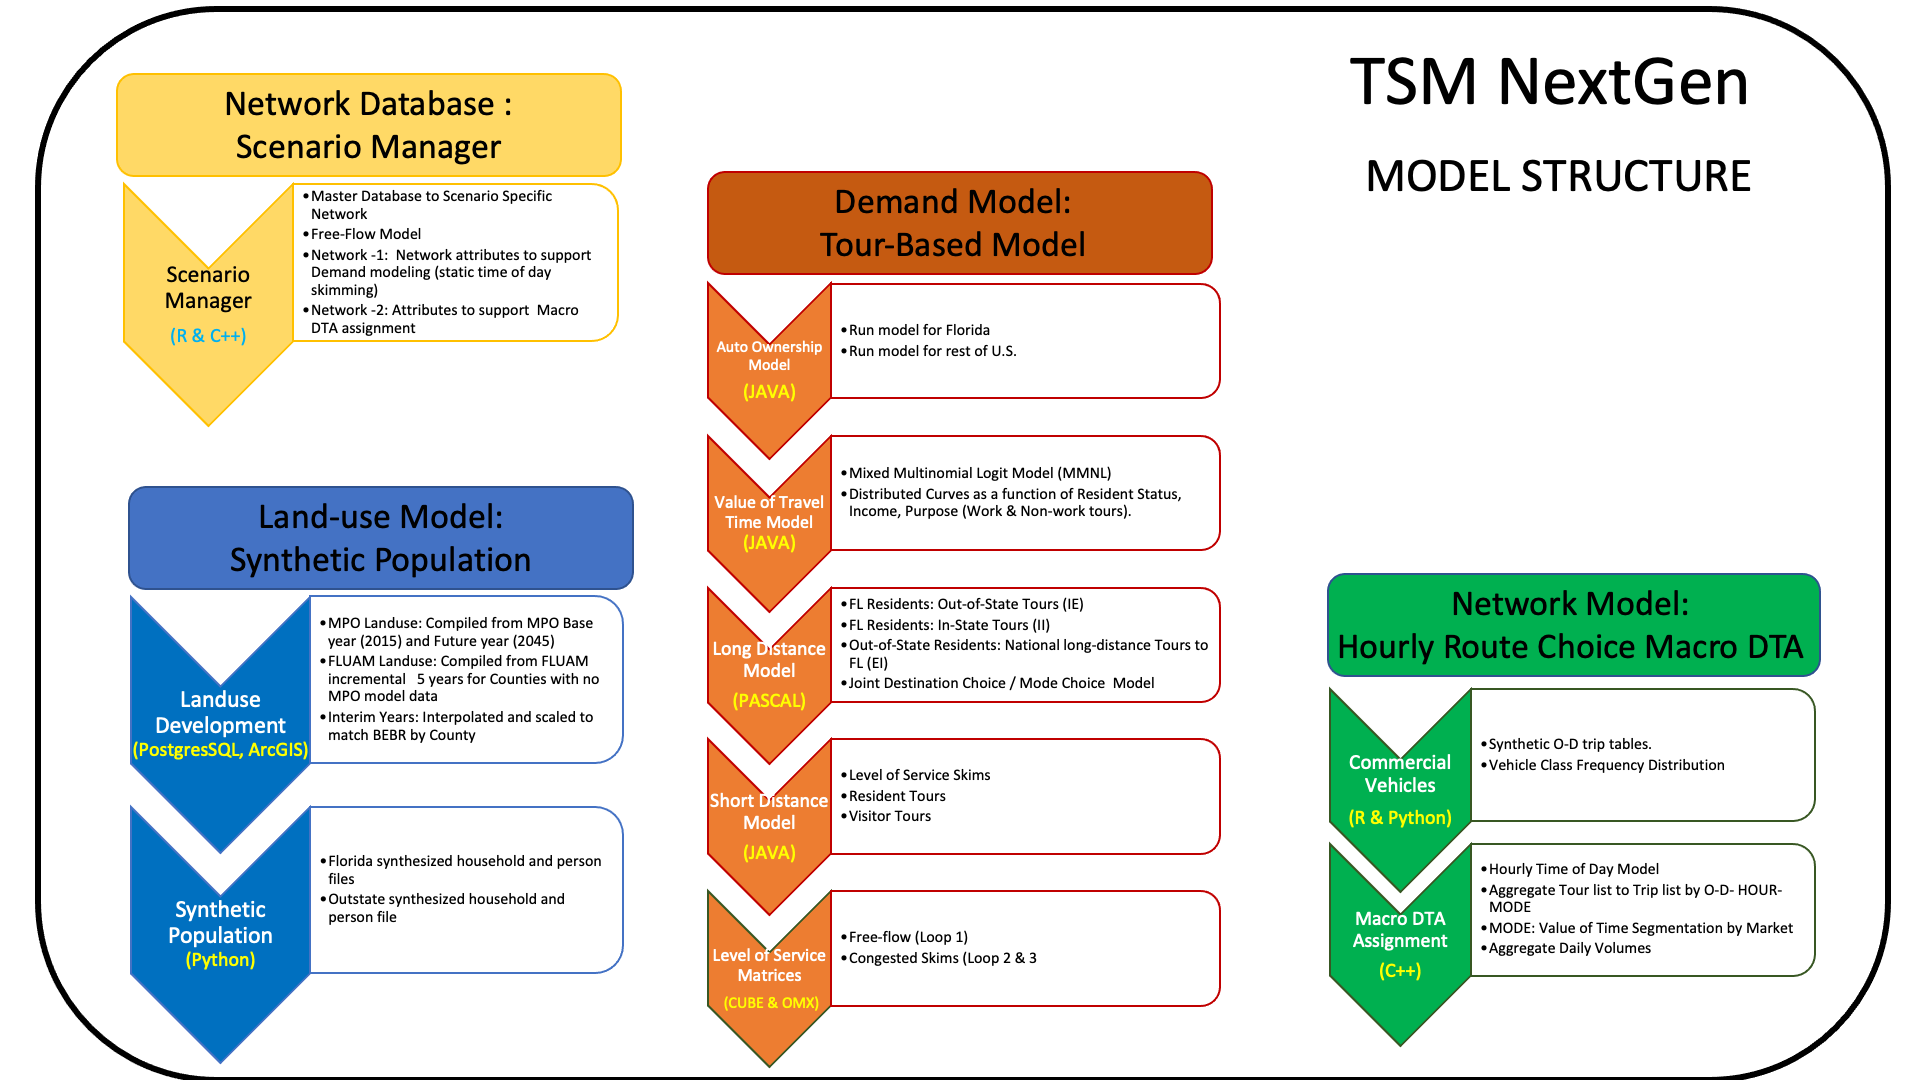 TSM NextGen
MODEL STRUCTURE
Network Database :
Scenario Manager
Scenario
Manager
(R & C++)
•Master Database to Scenario Specific
Network
•Free-Flow Model
•Network -1:  Network attributes to support
Demand modeling (static time of day
skimming)
•Network -2: Attributes to support  Macro
DTA assignment
Land-use Model:
Synthetic Population
Landuse
Development
(PostgresSQL, ArcGIS)
•MPO Landuse: Compiled from MPO Base
year (2015) and Future year (2045)
•FLUAM Landuse: Compiled from FLUAM
incremental   5 years for Counties with no
MPO model data
•Interim Years: Interpolated and scaled to
match BEBR by County
Synthetic
Population
(Python)
•Florida synthesized household and person
files
•Outstate synthesized household and
person file
Demand Model:
Tour-Based Model
Auto Ownership
Model
(JAVA)
•Run model for Florida
•Run model for rest of U.S.
Value of Travel
Time Model
(JAVA)
•Mixed Multinomial Logit Model (MMNL)
•Distributed Curves as a function of Resident Status,
Income, Purpose (Work & Non-work tours).
Long Distance
Model
(PASCAL)
•FL Residents: Out-of-State Tours (IE)
•FL Residents: In-State Tours (II)
•Out-of-State Residents: National long-distance Tours to
FL (EI)
•Joint Destination Choice / Mode Choice  Model
Short Distance
Model
(JAVA)
•Level of Service Skims
•Resident Tours
•Visitor Tours
Level of Service
Matrices
(CUBE & OMX)
•Free-flow (Loop 1)
•Congested Skims (Loop 2 & 3
Network Model:
Hourly Route Choice Macro DTA
Commercial
Vehicles
(R & Python)
•Synthetic O-D trip tables.
•Vehicle Class Frequency Distribution
Macro DTA
Assignment
(C++)
•Hourly Time of Day Model
•Aggregate Tour list to Trip list by O-D- HOUR-
MODE
•MODE: Value of Time Segmentation by Market
•Aggregate Daily Volumes